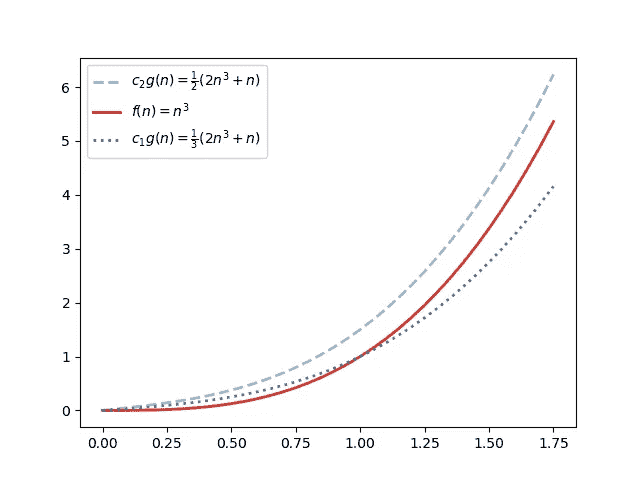 c₂g(n) = ½(2n³ + n)
f(n) = n³
c₁g(n) = ⅓(2n³ + n)
6
5
4
3
2
1
0
0.00 0.25 0.50 0.75 1.00 1.25 1.50 1.75